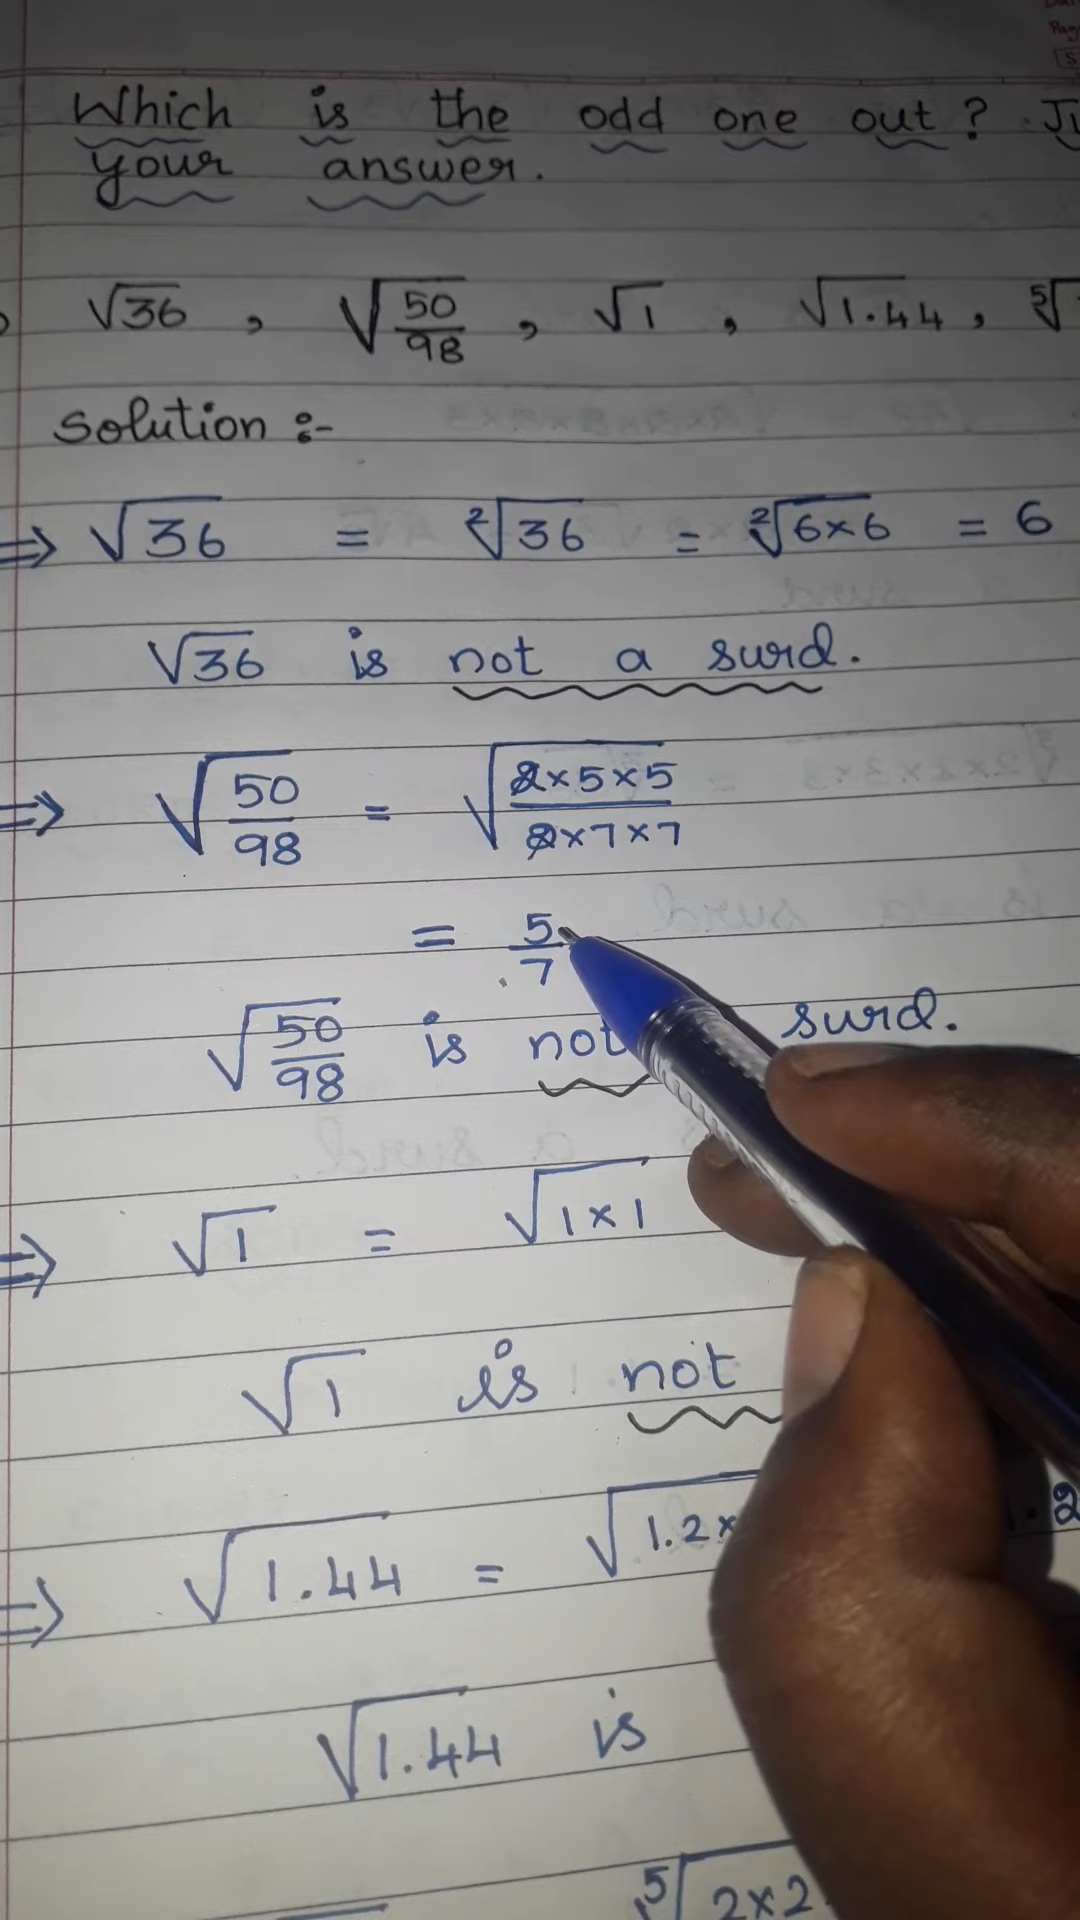 Which is the odd one out?
your answer.
√36 , √50/98 , √1 , √1.44 , ⁵√
Solution :-
⇒ √36 = ²√36 = ²√6×6 = 6
√36 is not a surd.
⇒ √50/98 = √2×5×5/2×7×7
= 5/7
√50/98 is not surd.
⇒ √1 = √1×1
√1 is not
⇒ √1.44 = √1.2×
√1.44 is
⁵√2×2